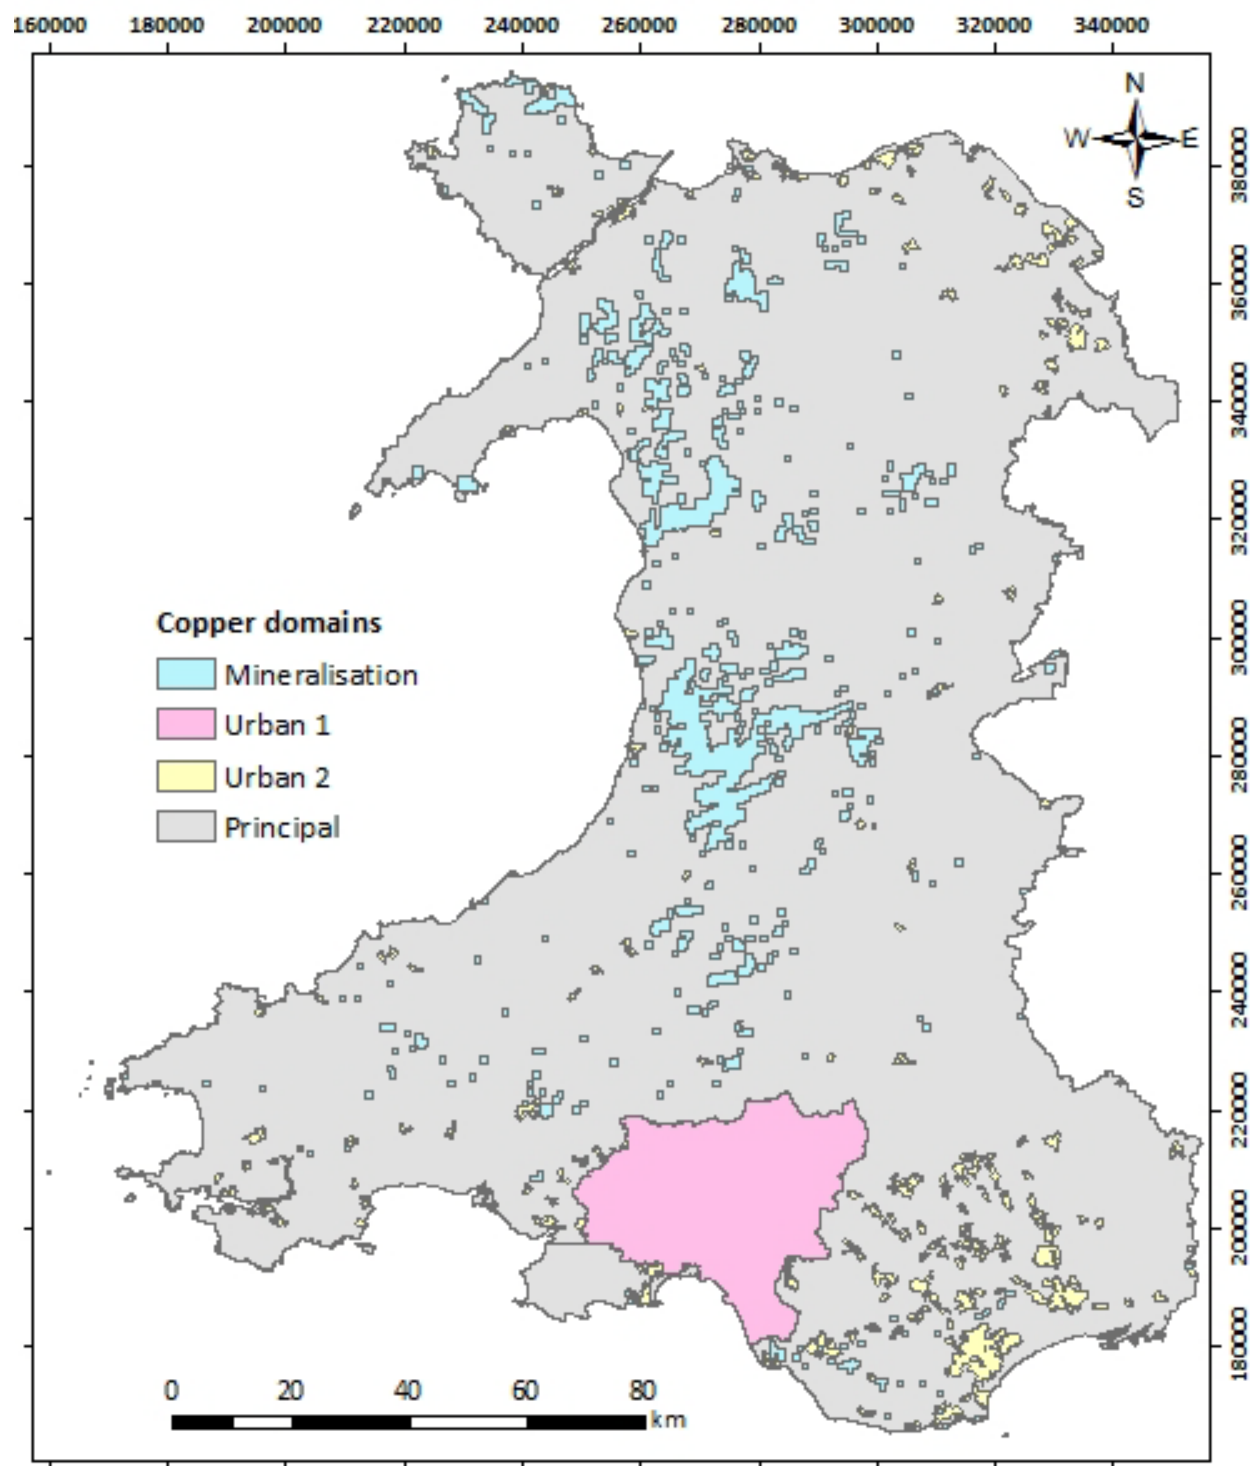 160000 180000 200000 220000 240000 260000 280000 300000 320000 340000
N
W E
S
380000
360000
340000
320000
300000
280000
260000
240000
220000
200000
180000
Copper domains
Mineralisation
Urban 1
Urban 2
Principal
0 20 40 60 80
km